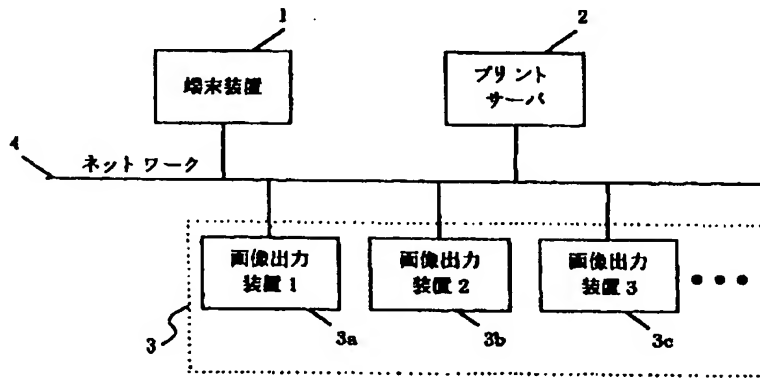 1
2
端末装置
プリント
サーバ
4
ネットワーク
画像出力
装置1
画像出力
装置2
画像出力
装置3
3
3a
3b
3c